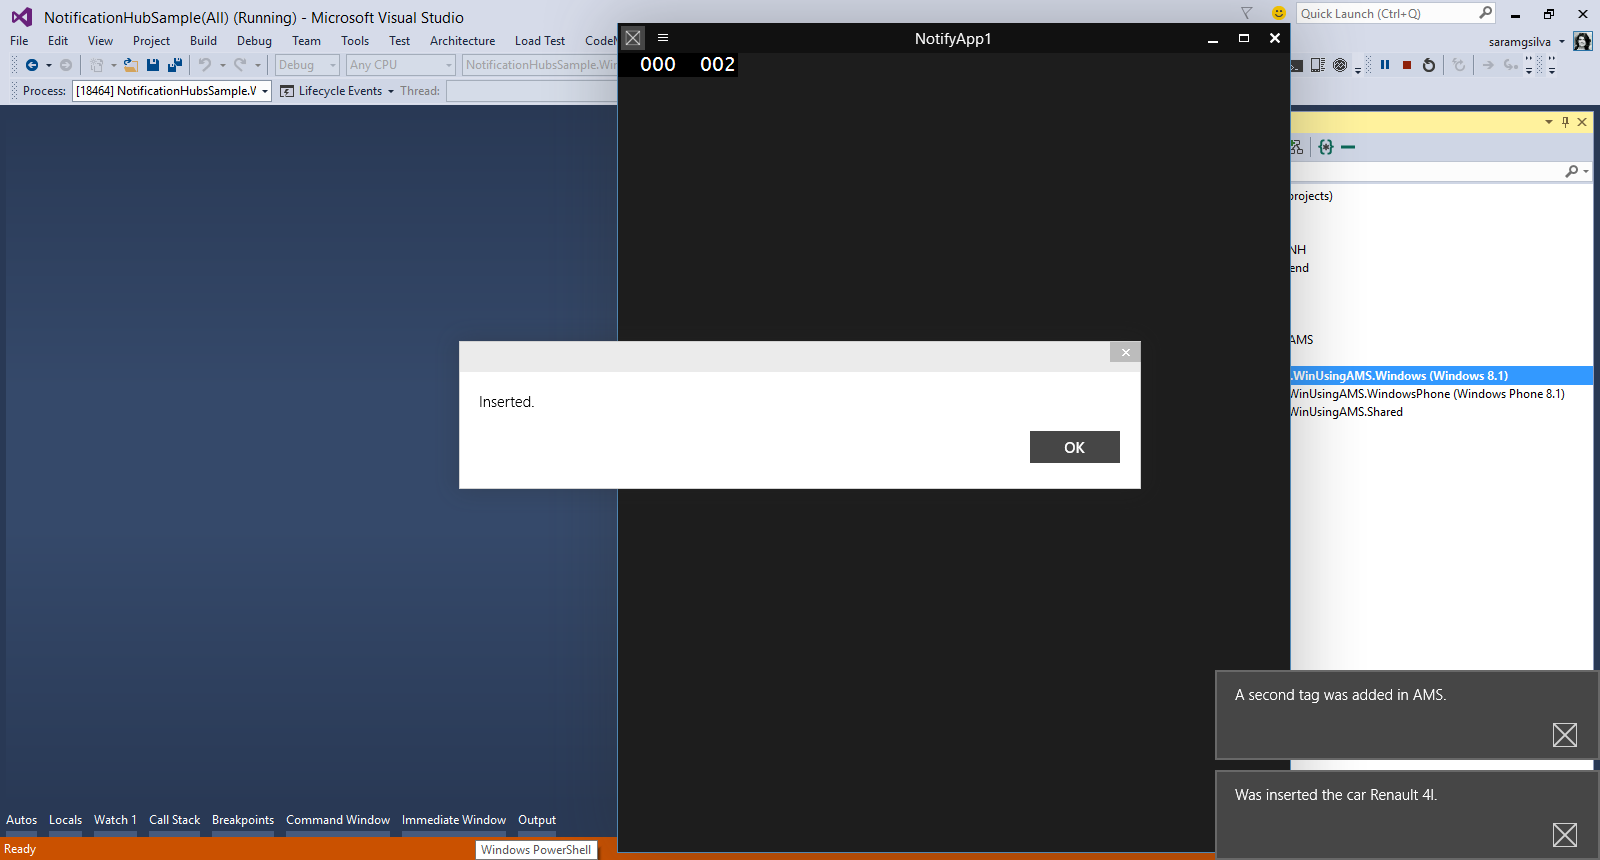 NotificationHubSample(All) (Running) - Microsoft Visual Studio
Quick Launch (Ctrl+Q)
File Edit View Project Build Debug Team Tools Test Architecture Load Test CodeM
saramgsilva
Debug Any CPU NotificationHubsSample.Wir
Process: [18464] NotificationHubsSample.V Lifecycle Events Thread:
NotifyApp1
000 002
projects)
NH
end
AMS
.WinUsingAMS.Windows (Windows 8.1)
WinUsingAMS.WindowsPhone (Windows Phone 8.1)
WinUsingAMS.Shared
Inserted.
OK
A second tag was added in AMS.
Was inserted the car Renault 4l.
Autos Locals Watch 1 Call Stack Breakpoints Command Window Immediate Window Output
Ready
Windows PowerShell